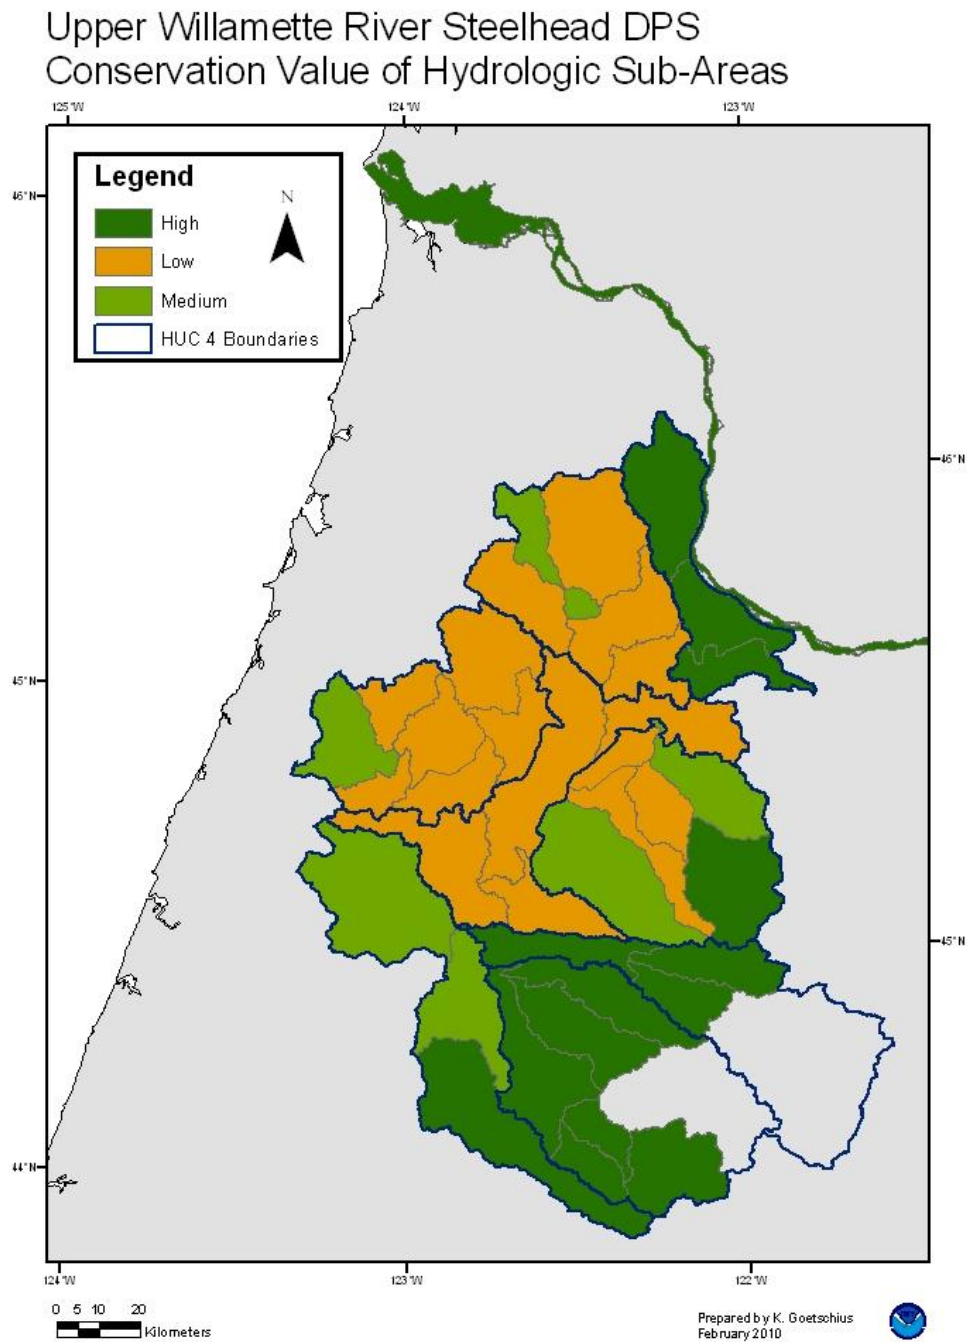 Upper Willamette River Steelhead DPS
Conservation Value of Hydrologic Sub-Areas
125°W 124°W 123°W
Legend
N
High
Low
Medium
HUC 4 Boundaries
46°N
46°N
45°N
45°N
44°N
124°W 123°W 122°W
0 5 10 20
Kilometers
Prepared by K. Goetschius
February 2010